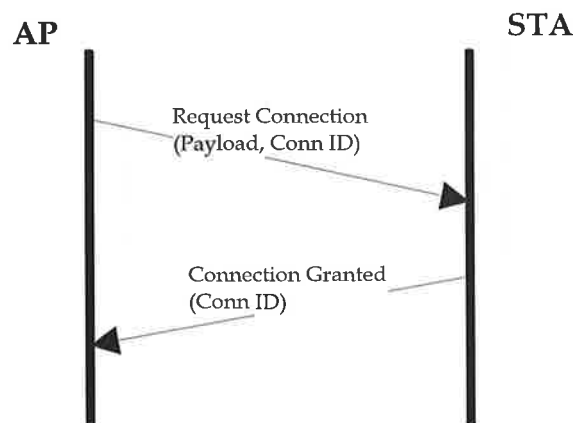 AP
STA
Request Connection
(Payload, Conn ID)
Connection Granted
(Conn ID)